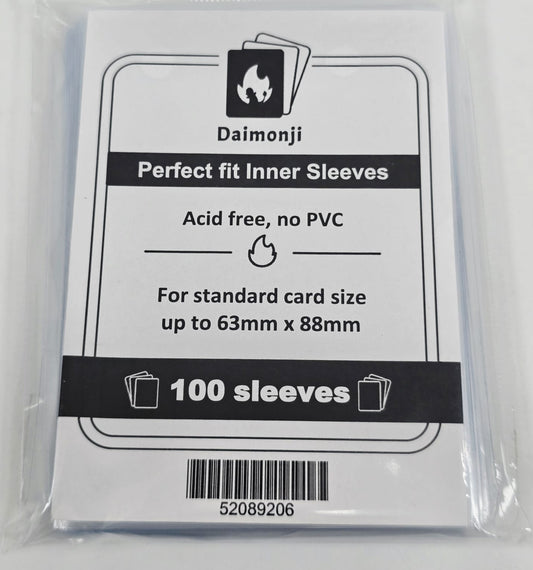 Daimonji
Perfect fit Inner Sleeves
Acid free, no PVC
For standard card size
up to 63mm x 88mm
100 sleeves
52089206